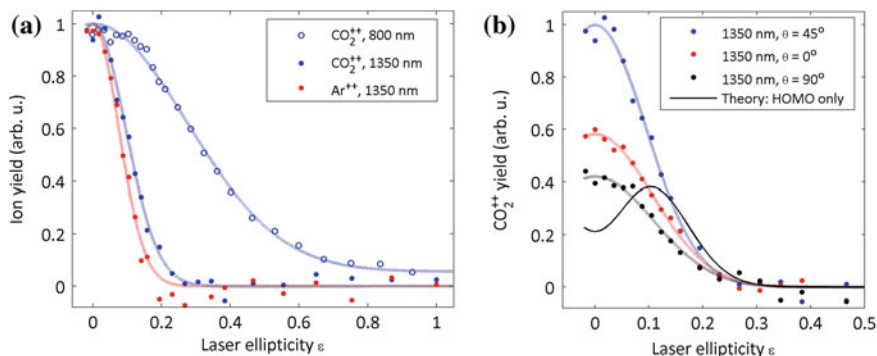 (a)
CO₂⁺⁺, 800 nm
CO₂⁺⁺, 1350 nm
Ar⁺⁺, 1350 nm
Ion yield (arb. u.)
1
0.8
0.6
0.4
0.2
0
0 0.2 0.4 0.6 0.8 1
Laser ellipticity ε
(b)
1350 nm, θ = 45º
1350 nm, θ = 0º
1350 nm, θ = 90º
Theory: HOMO only
CO₂⁺⁺ yield (arb. u.)
1
0.8
0.6
0.4
0.2
0
0 0.1 0.2 0.3 0.4 0.5
Laser ellipticity ε